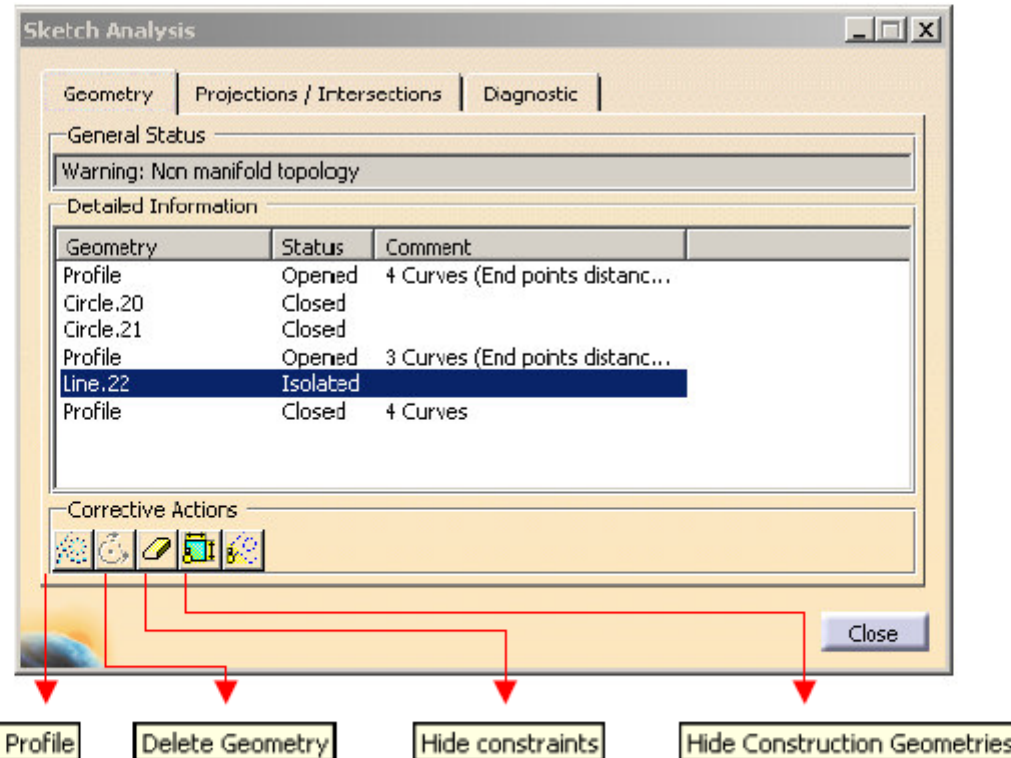 Sketch Analysis
Geometry
Projections / Intersections
Diagnostic
General Status
Warning: Non manifold topology
Detailed Information
Geometry Status Comment
Profile Opened 4 Curves (End points distanc...
Circle.20 Closed
Circle.21 Closed
Profile Opened 3 Curves (End points distanc...
Line.22 Isolated
Profile Closed 4 Curves
Corrective Actions
Close
Profile
Delete Geometry
Hide constraints
Hide Construction Geometries